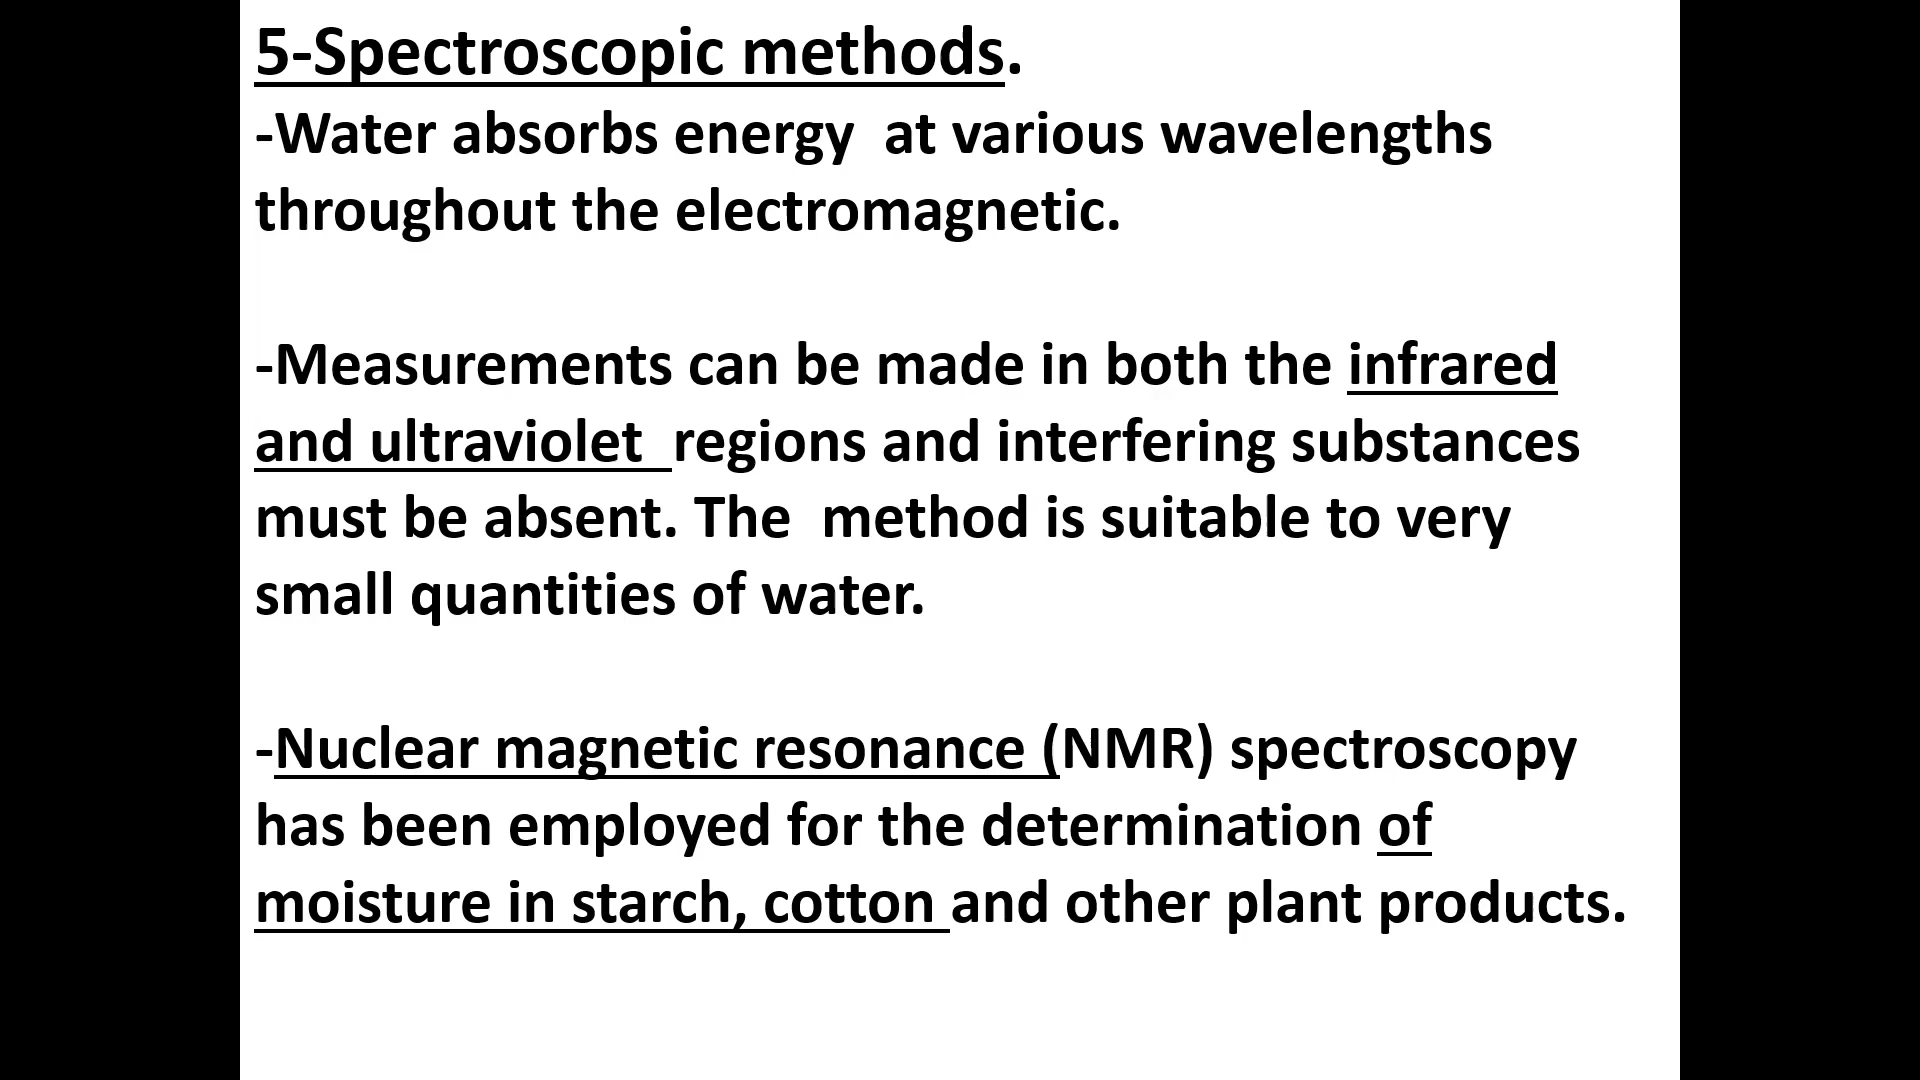 5-Spectroscopic methods.
-Water absorbs energy  at various wavelengths
throughout the electromagnetic.
-Measurements can be made in both the infrared
and ultraviolet  regions and interfering substances
must be absent. The  method is suitable to very
small quantities of water.
-Nuclear magnetic resonance (NMR) spectroscopy
has been employed for the determination of
moisture in starch, cotton and other plant products.